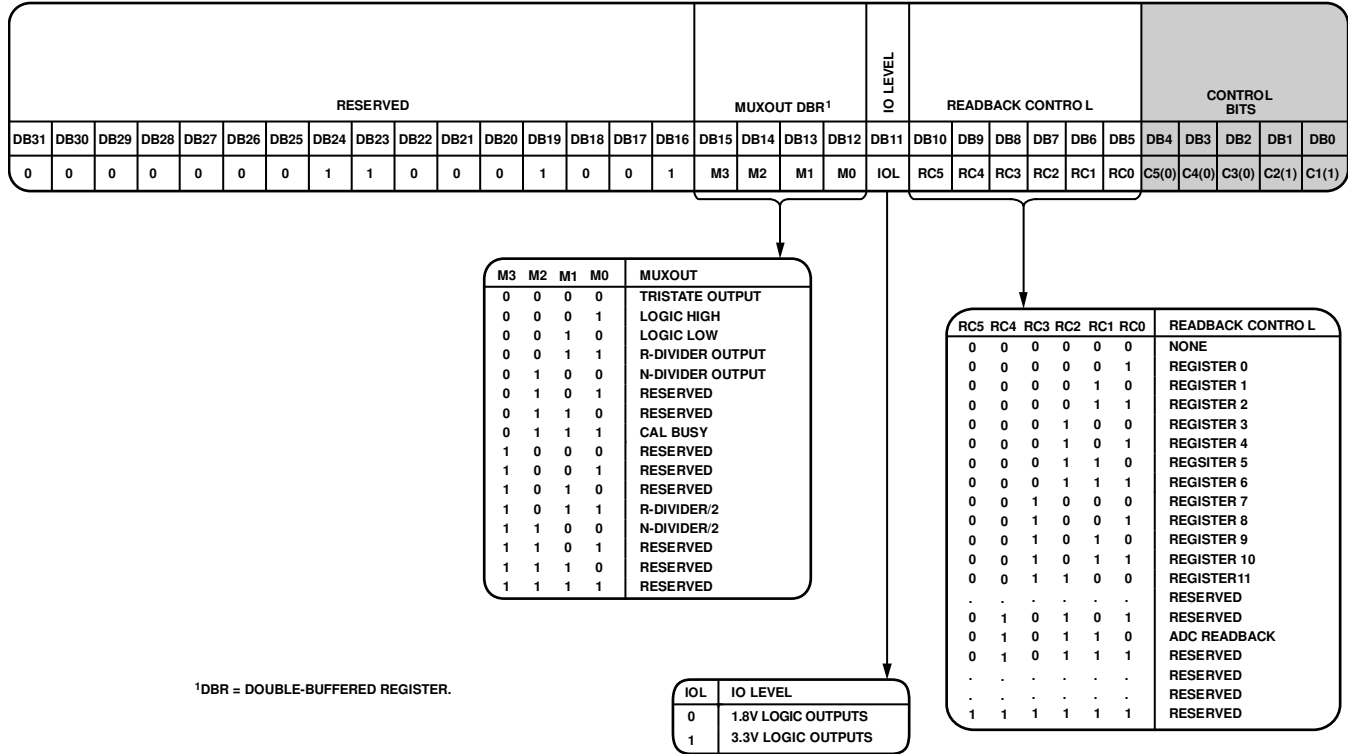 RESERVED MUXOUT DBR1 IO LEVEL READBACK CONTROL CONTROL BITS
DB31 DB30 DB29 DB28 DB27 DB26 DB25 DB24 DB23 DB22 DB21 DB20 DB19 DB18 DB17 DB16 DB15 DB14 DB13 DB12 DB11 DB10 DB9 DB8 DB7 DB6 DB5 DB4 DB3 DB2 DB1 DB0
0 0 0 0 0 0 0 1 1 0 0 0 1 0 0 1 M3 M2 M1 M0 IOL RC5 RC4 RC3 RC2 RC1 RC0 C5(0) C4(0) C3(0) C2(1) C1(1)
M3 M2 M1 M0 MUXOUT
0 0 0 0 TRISTATE OUTPUT
0 0 0 1 LOGIC HIGH
0 0 1 0 LOGIC LOW
0 0 1 1 R-DIVIDER OUTPUT
0 1 0 0 N-DIVIDER OUTPUT
0 1 0 1 RESERVED
0 1 1 0 RESERVED
0 1 1 1 CAL BUSY
1 0 0 0 RESERVED
1 0 0 1 RESERVED
1 0 1 0 RESERVED
1 0 1 1 R-DIVIDER/2
1 1 0 0 N-DIVIDER/2
1 1 0 1 RESERVED
1 1 1 0 RESERVED
1 1 1 1 RESERVED
RC5 RC4 RC3 RC2 RC1 RC0 READBACK CONTROL
0 0 0 0 0 0 NONE
0 0 0 0 0 1 REGISTER 0
0 0 0 0 1 0 REGISTER 1
0 0 0 0 1 1 REGISTER 2
0 0 0 1 0 0 REGISTER 3
0 0 0 1 0 1 REGISTER 4
0 0 0 1 1 0 REGSITER 5
0 0 0 1 1 1 REGISTER 6
0 0 1 0 0 0 REGISTER 7
0 0 1 0 0 1 REGISTER 8
0 0 1 0 1 0 REGISTER 9
0 0 1 0 1 1 REGISTER 10
0 0 1 1 0 0 REGISTER11
. . . . . . RESERVED
0 1 0 1 0 1 RESERVED
0 1 0 1 1 0 ADC READBACK
0 1 0 1 1 1 RESERVED
. . . . . . RESERVED
. . . . . . RESERVED
1 1 1 1 1 1 RESERVED
1DBR = DOUBLE-BUFFERED REGISTER.
IOL IO LEVEL
0 1.8V LOGIC OUTPUTS
1 3.3V LOGIC OUTPUTS